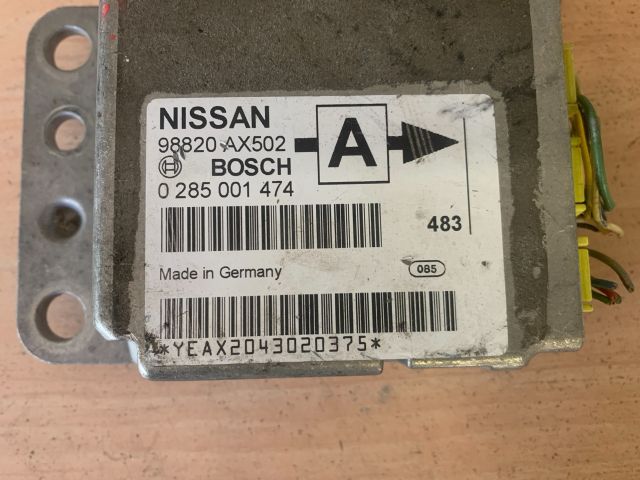 NISSAN
98820 AX502
A
BOSCH
0 285 001 474
483
Made in Germany
085
*YEAX2043020375*